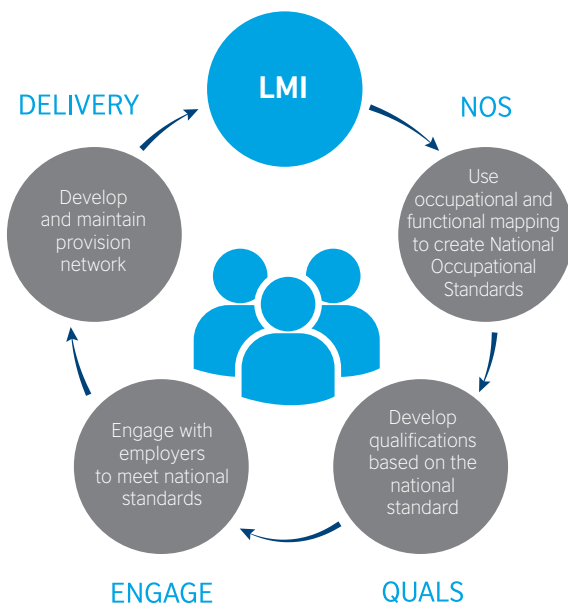 LMI
NOS
Use
occupational and
functional mapping
to create National
Occupational
Standards
Develop
qualifications
based on the
national
standard
QUALS
Engage with
employers
to meet national
standards
ENGAGE
Develop
and maintain
provision
network
DELIVERY